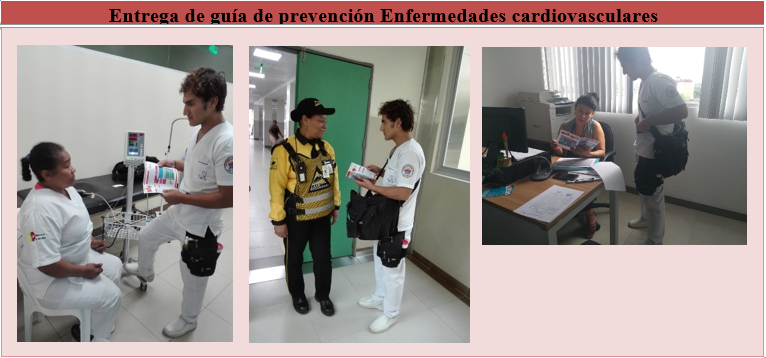 Entrega de guía de prevención Enfermedades cardiovasculares